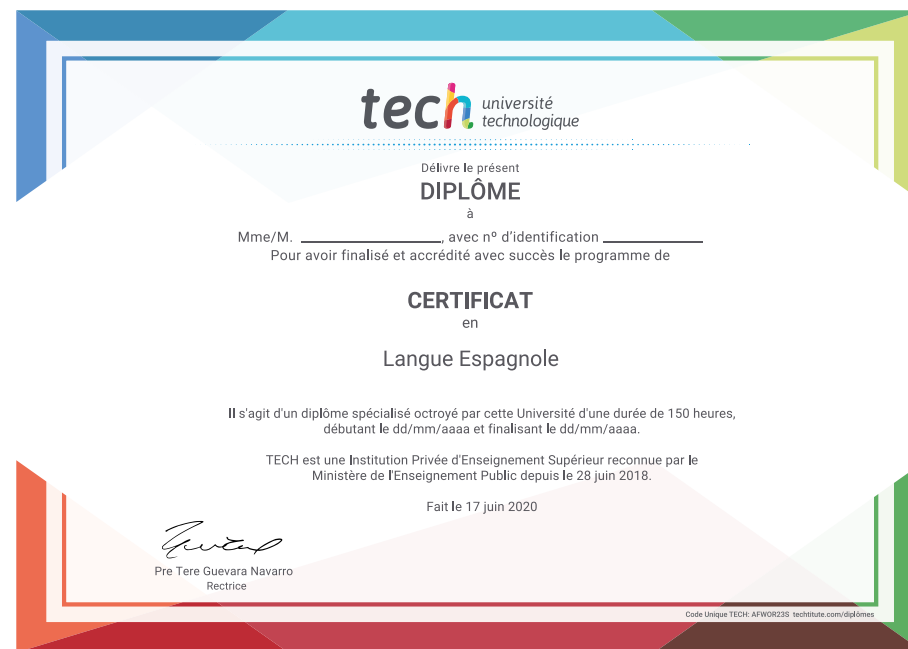 tech université
technologique
Délivre le présent
DIPLÔME
à
Mme/M. ____________________, avec nº d'identification ______________
Pour avoir finalisé et accrédité avec succès le programme de
CERTIFICAT
en
Langue Espagnole
Il s'agit d'un diplôme spécialisé octroyé par cette Université d'une durée de 150 heures,
débutant le dd/mm/aaaa et finalisant le dd/mm/aaaa.
TECH est une Institution Privée d'Enseignement Supérieur reconnue par le
Ministère de l'Enseignement Public depuis le 28 juin 2018.
Fait le 17 juin 2020
Pre Tere Guevara Navarro
Rectrice
Code Unique TECH: AFWOR23S techtitute.com/diplômes